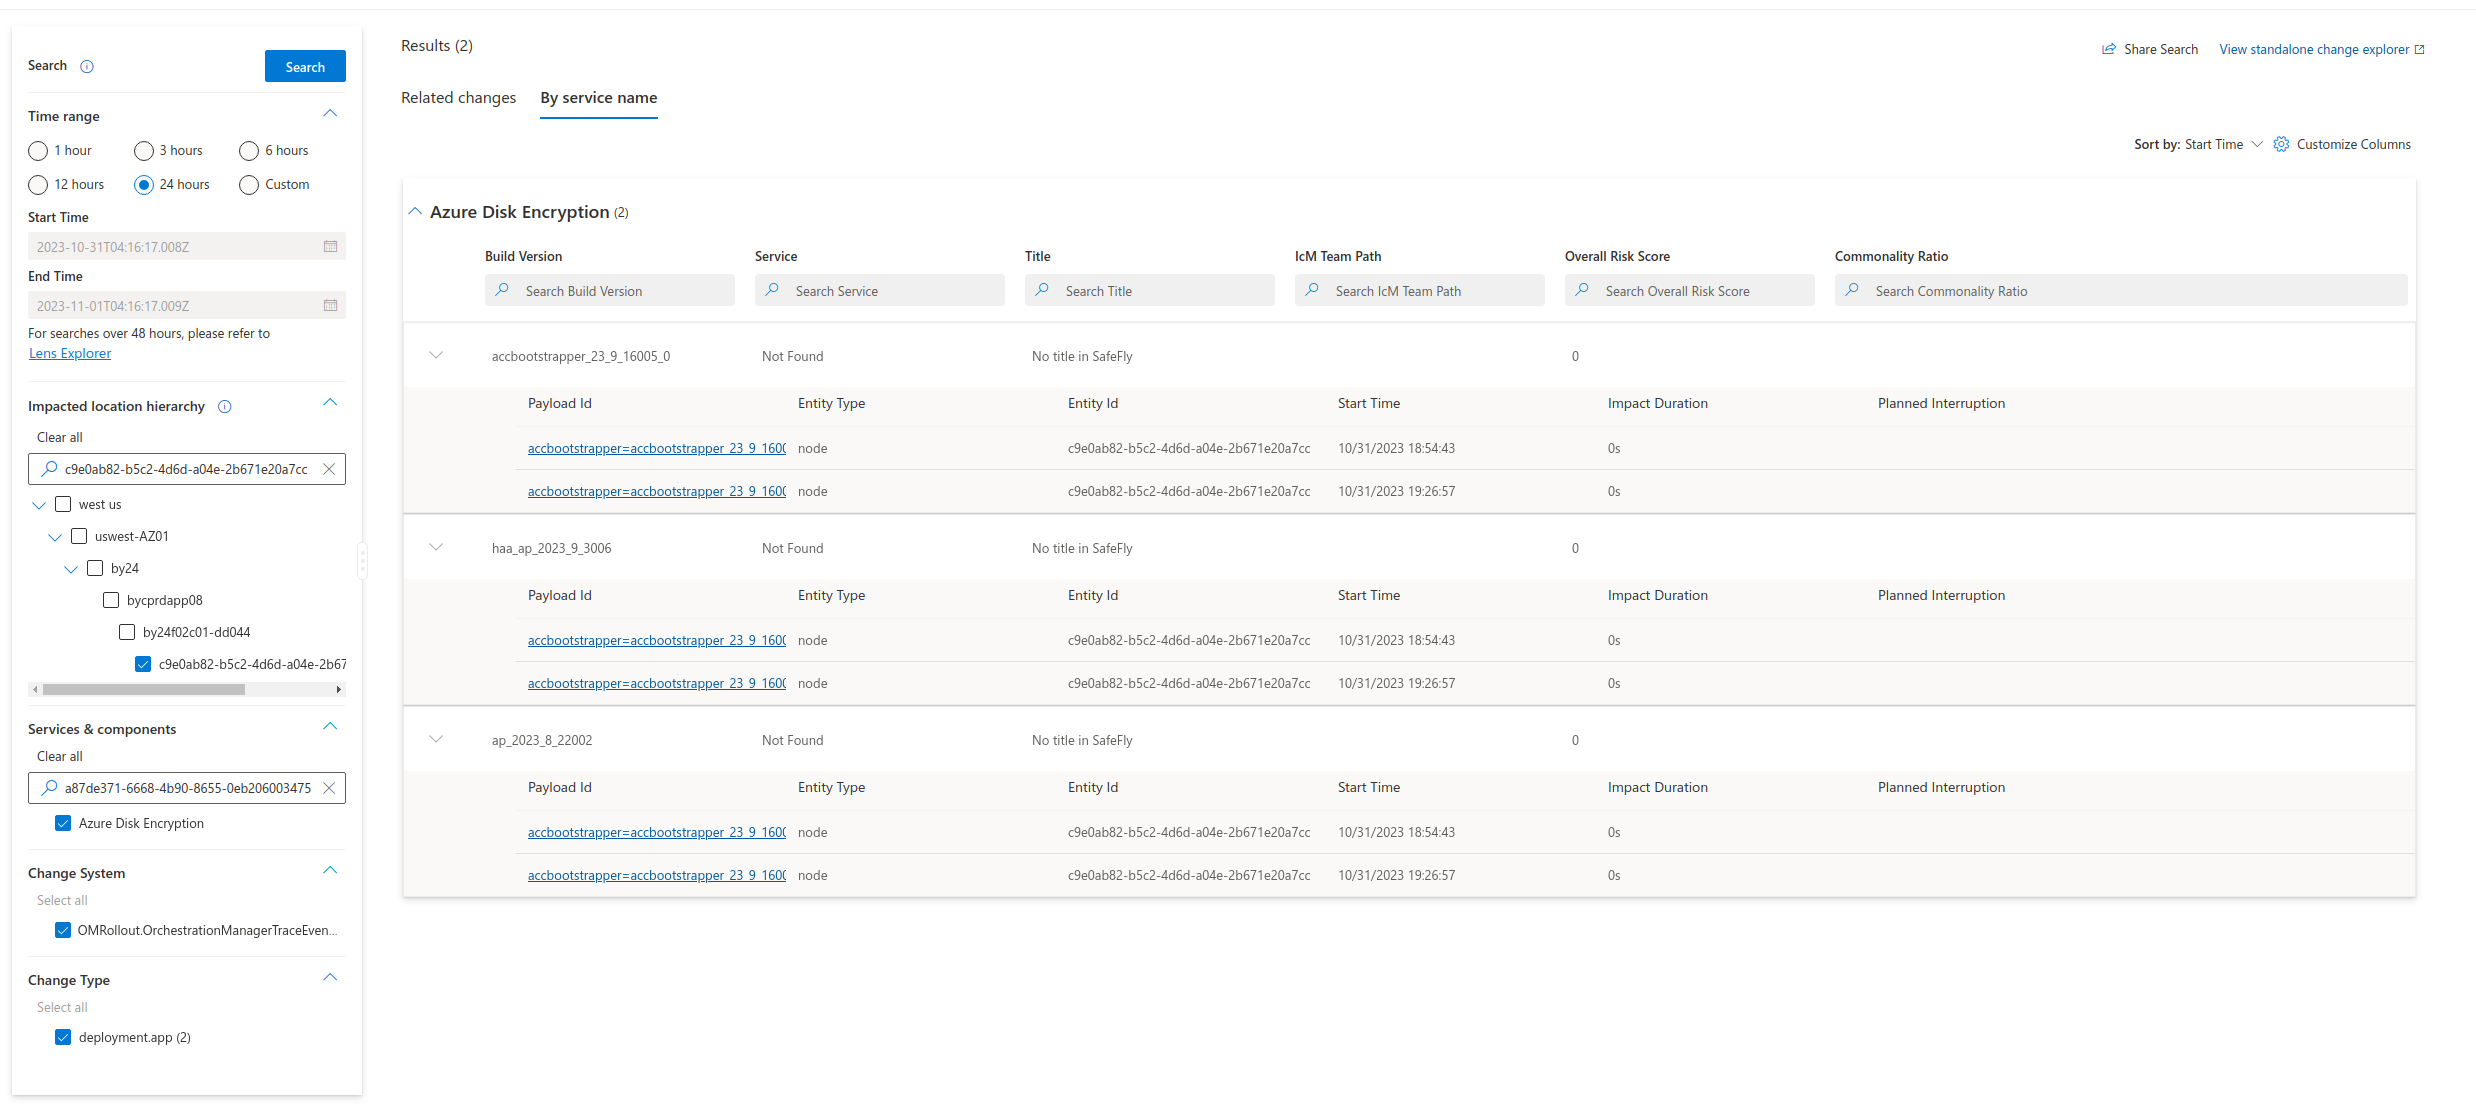 Search
Search
Time range
1 hour
3 hours
6 hours
12 hours
24 hours
Custom
Start Time
2023-10-31T04:16:17.008Z
End Time
2023-11-01T04:16:17.009Z
For searches over 48 hours, please refer to
Lens Explorer
Impacted location hierarchy
Clear all
c9e0ab82-b5c2-4d6d-a04e-2b671e20a7cc
west us
uswest-AZ01
by24
bycprdapp08
by24f02c01-dd044
c9e0ab82-b5c2-4d6d-a04e-2b67
Services & components
Clear all
a87de371-6668-4b90-8655-0eb206003475
Azure Disk Encryption
Change System
Select all
OMRollout.OrchestrationManagerTraceEven...
Change Type
Select all
deployment.app (2)
Results (2)
Share Search
View standalone change explorer
Related changes
By service name
Sort by: Start Time
Customize Columns
Azure Disk Encryption (2)
Build Version Service Title IcM Team Path Overall Risk Score Commonality Ratio
Search Build Version Search Service Search Title Search IcM Team Path Search Overall Risk Score Search Commonality Ratio
accbootstrapper_23_9_16005_0 Not Found No title in SafeFly 0
Payload Id Entity Type Entity Id Start Time Impact Duration Planned Interruption
accbootstrapper=accbootstrapper_23_9_1600 node c9e0ab82-b5c2-4d6d-a04e-2b671e20a7cc 10/31/2023 18:54:43 0s
accbootstrapper=accbootstrapper_23_9_1600 node c9e0ab82-b5c2-4d6d-a04e-2b671e20a7cc 10/31/2023 19:26:57 0s
haa_ap_2023_9_3006 Not Found No title in SafeFly 0
Payload Id Entity Type Entity Id Start Time Impact Duration Planned Interruption
accbootstrapper=accbootstrapper_23_9_1600 node c9e0ab82-b5c2-4d6d-a04e-2b671e20a7cc 10/31/2023 18:54:43 0s
accbootstrapper=accbootstrapper_23_9_1600 node c9e0ab82-b5c2-4d6d-a04e-2b671e20a7cc 10/31/2023 19:26:57 0s
ap_2023_8_22002 Not Found No title in SafeFly 0
Payload Id Entity Type Entity Id Start Time Impact Duration Planned Interruption
accbootstrapper=accbootstrapper_23_9_1600 node c9e0ab82-b5c2-4d6d-a04e-2b671e20a7cc 10/31/2023 18:54:43 0s
accbootstrapper=accbootstrapper_23_9_1600 node c9e0ab82-b5c2-4d6d-a04e-2b671e20a7cc 10/31/2023 19:26:57 0s